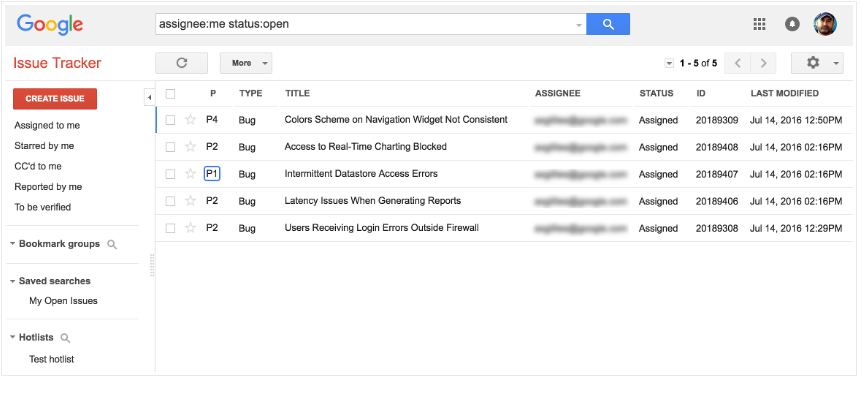 Google
assignee:me status:open
Issue Tracker
More
1 - 5 of 5
CREATE ISSUE
Assigned to me
Starred by me
CC'd to me
Reported by me
To be verified
Bookmark groups
Saved searches
My Open Issues
Hotlists
Test hotlist
P TYPE TITLE ASSIGNEE STATUS ID LAST MODIFIED
P4 Bug Colors Scheme on Navigation Widget Not Consistent Assigned 20189309 Jul 14, 2016 12:50PM
P2 Bug Access to Real-Time Charting Blocked Assigned 20189408 Jul 14, 2016 02:16PM
P1 Bug Intermittent Datastore Access Errors Assigned 20189407 Jul 14, 2016 02:16PM
P2 Bug Latency Issues When Generating Reports Assigned 20189406 Jul 14, 2016 02:16PM
P2 Bug Users Receiving Login Errors Outside Firewall Assigned 20189308 Jul 14, 2016 12:29PM